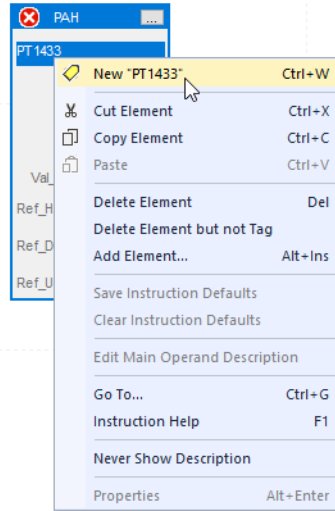 PAH ...
PT1433
New "PT1433" Ctrl+W
Cut Element Ctrl+X
Copy Element Ctrl+C
Paste Ctrl+V
Val_
Ref_H
Delete Element Del
Delete Element but not Tag
Ref_D
Add Element... Alt+Ins
Ref_U
Save Instruction Defaults
Clear Instruction Defaults
Edit Main Operand Description
Go To... Ctrl+G
Instruction Help F1
Never Show Description
Properties Alt+Enter